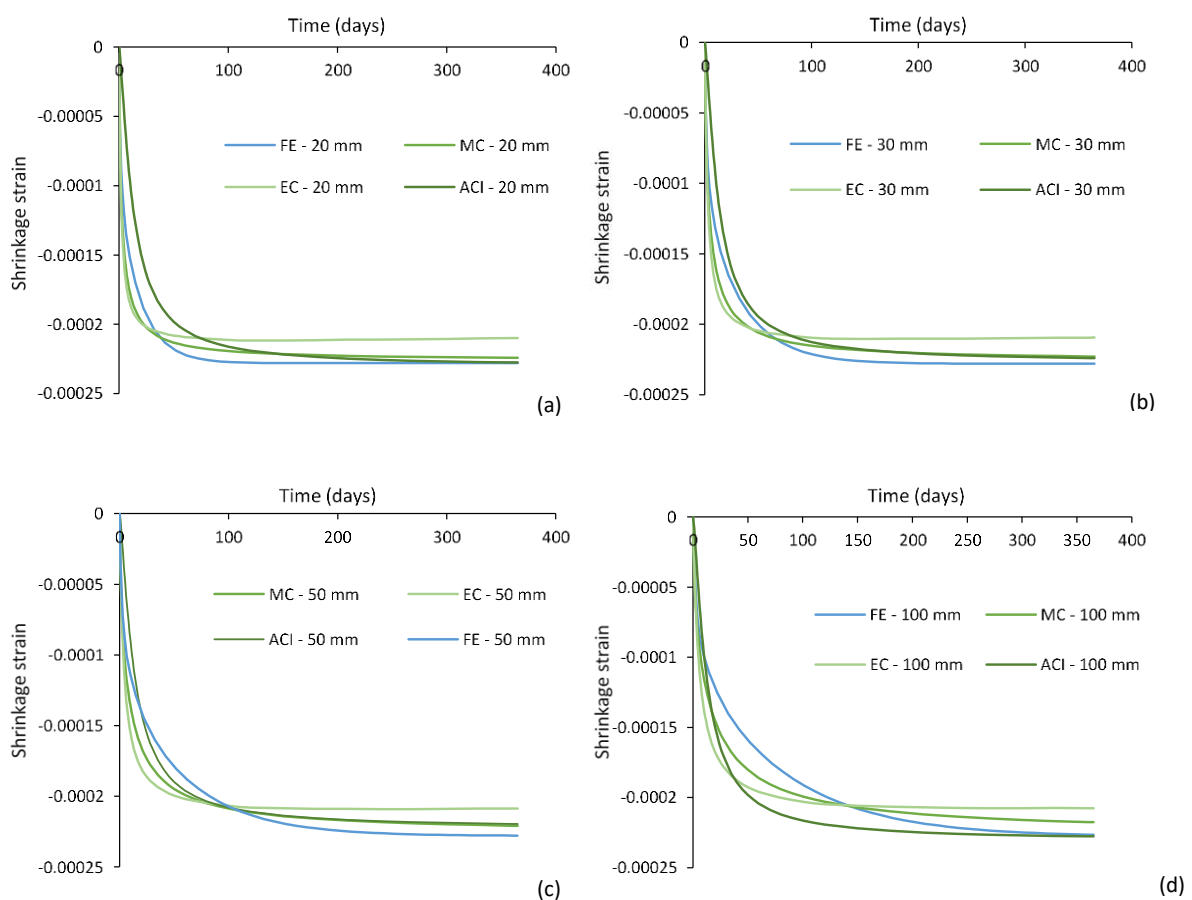 Time (days)
0
0 100 200 300 400
-0.00005
-0.0001
-0.00015
-0.0002
-0.00025
Shrinkage strain
FE - 20 mm MC - 20 mm
EC - 20 mm ACI - 20 mm
(a)
Time (days)
0
0 100 200 300 400
-0.00005
-0.0001
-0.00015
-0.0002
-0.00025
Shrinkage strain
FE - 30 mm MC - 30 mm
EC - 30 mm ACI - 30 mm
(b)
Time (days)
0
0 100 200 300 400
-0.00005
-0.0001
-0.00015
-0.0002
-0.00025
Shrinkage strain
MC - 50 mm EC - 50 mm
ACI - 50 mm FE - 50 mm
(c)
Time (days)
0
0 50 100 150 200 250 300 350 400
-0.00005
-0.0001
-0.00015
-0.0002
-0.00025
Shrinkage strain
FE - 100 mm MC - 100 mm
EC - 100 mm ACI - 100 mm
(d)